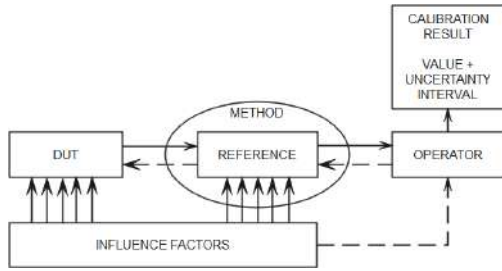 CALIBRATION
RESULT
VALUE +
UNCERTAINTY
INTERVAL
METHOD
DUT
REFERENCE
OPERATOR
INFLUENCE FACTORS